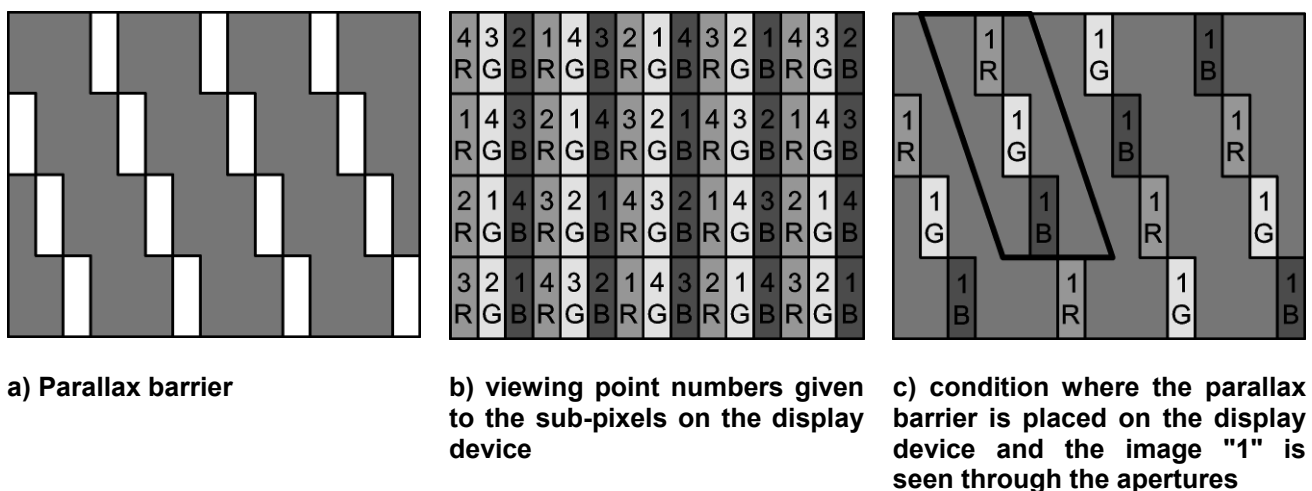 4 3 2 1 4 3 2 1 4 3 2 1 4 3 2
R G B R G B R G B R G B R G B
1 4 3 2 1 4 3 2 1 4 3 2 1 4 3
R G B R G B R G B R G B R G B
2 1 4 3 2 1 4 3 2 1 4 3 2 1 4
R G B R G B R G B R G B R G B
3 2 1 4 3 2 1 4 3 2 1 4 3 2 1
R G B R G B R G B R G B R G B
1 1 1
R G B
1 1 1 1
R G B R
1 1 1 1
G B R G
1 1 1 1
B R G B
a) Parallax barrier
b) viewing point numbers given
to the sub-pixels on the display
device
c) condition where the parallax
barrier is placed on the display
device and the image "1" is
seen through the apertures